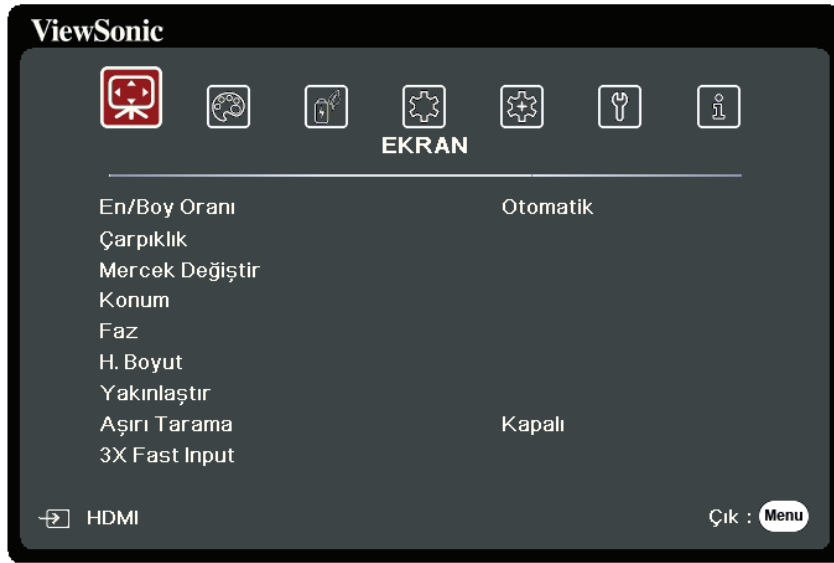 ViewSonic
EKRAN
En/Boy Oranı Otomatik
Çarpıklık
Mercek Değiştir
Konum
Faz
H. Boyut
Yakınlaştır
Aşırı Tarama Kapalı
3X Fast Input
HDMI Çık : Menu